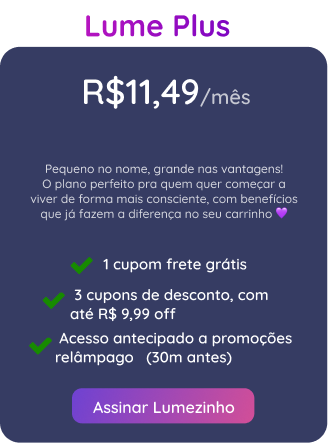 Lume Plus
R$11,49/mês
Pequeno no nome, grande nas vantagens!
O plano perfeito pra quem quer começar a
viver de forma mais consciente, com benefícios
que já fazem a diferença no seu carrinho 💜
1 cupom frete grátis
3 cupons de desconto, com
até R$ 9,99 off
Acesso antecipado a promoções
relâmpago (30m antes)
Assinar Lumezinho